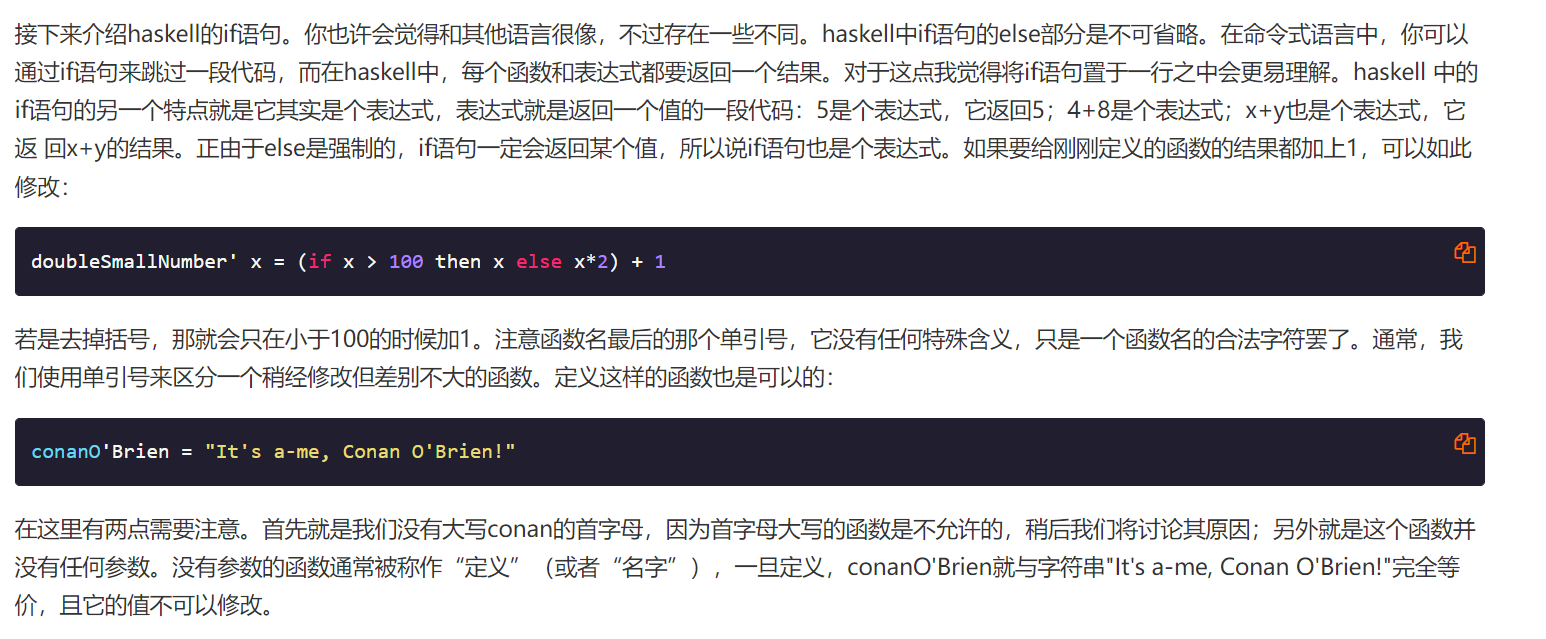 接下来介绍haskell的if语句。你也许会觉得和其他语言很像，不过存在一些不同。haskell中if语句的else部分是不可省略。在命令式语言中，你可以
通过if语句来跳过一段代码，而在haskell中，每个函数和表达式都要返回一个结果。对于这点我觉得将if语句置于一行之中会更易理解。haskell 中的
if语句的另一个特点就是它其实是个表达式，表达式就是返回一个值的一段代码：5是个表达式，它返回5；4+8是个表达式；x+y也是个表达式，它
返 回x+y的结果。正由于else是强制的，if语句一定会返回某个值，所以说if语句也是个表达式。如果要给刚刚定义的函数的结果都加上1，可以如此
修改：
doubleSmallNumber' x = (if x > 100 then x else x*2) + 1
若是去掉括号，那就会只在小于100的时候加1。注意函数名最后的那个单引号，它没有任何特殊含义，只是一个函数名的合法字符罢了。通常，我
们使用单引号来区分一个稍经修改但差别不大的函数。定义这样的函数也是可以的：
conanO'Brien = "It's a-me, Conan O'Brien!"
在这里有两点需要注意。首先就是我们没有大写conan的首字母，因为首字母大写的函数是不允许的，稍后我们将讨论其原因；另外就是这个函数并
没有任何参数。没有参数的函数通常被称作“定义”（或者“名字”），一旦定义，conanO'Brien就与字符串"It's a-me, Conan O'Brien!"完全等
价，且它的值不可以修改。